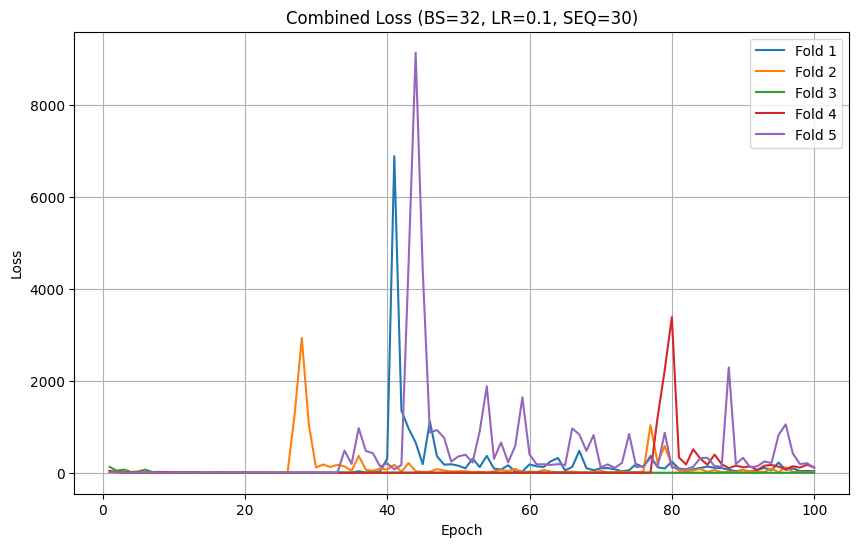 Combined Loss (BS=32, LR=0.1, SEQ=30)
Fold 1
Fold 2
Fold 3
Fold 4
Fold 5
Loss
8000
6000
4000
2000
0
0 20 40 60 80 100
Epoch